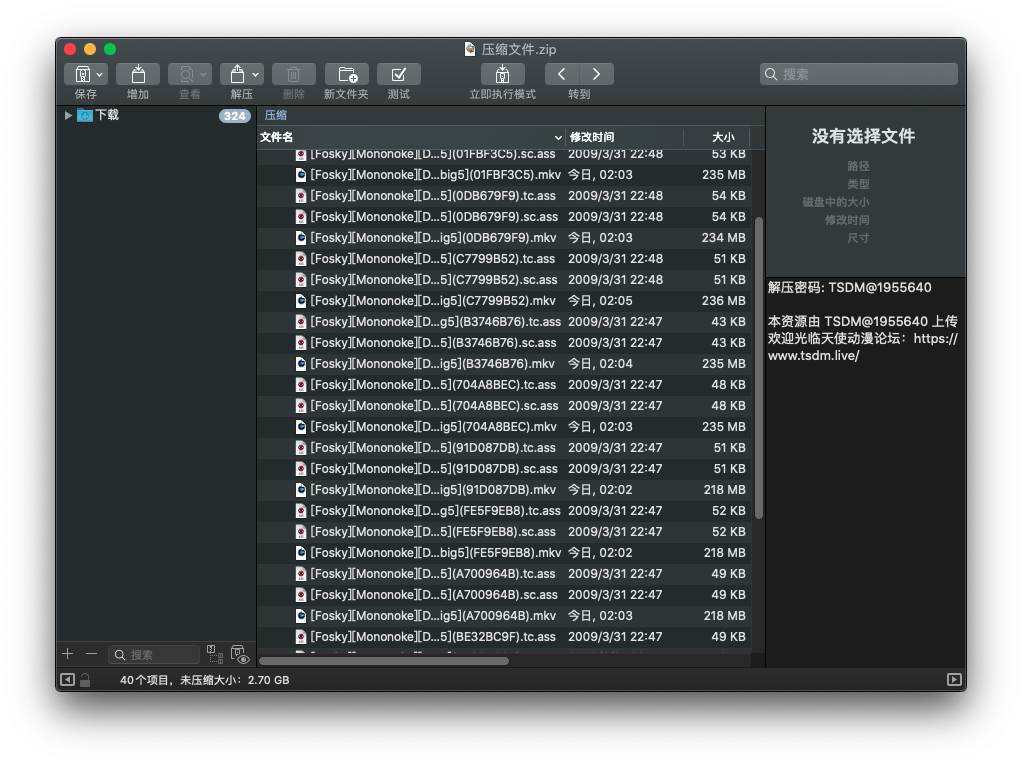 压缩文件.zip
保存 增加 查看 解压 删除 新文件夹 测试 立即执行模式 转到 搜索
下载 324
压缩
文件名 修改时间 大小
[Fosky][Mononoke][D...5](01FBF3C5).sc.ass 2009/3/31 22:48 53 KB
[Fosky][Mononoke][D...big5](01FBF3C5).mkv 今日, 02:03 235 MB
[Fosky][Mononoke][D...5](0DB679F9).tc.ass 2009/3/31 22:48 54 KB
[Fosky][Mononoke][D...5](0DB679F9).sc.ass 2009/3/31 22:48 54 KB
[Fosky][Mononoke][D...ig5](0DB679F9).mkv 今日, 02:03 234 MB
[Fosky][Mononoke][D...5](C7799B52).tc.ass 2009/3/31 22:48 51 KB
[Fosky][Mononoke][D...5](C7799B52).sc.ass 2009/3/31 22:48 51 KB
[Fosky][Mononoke][D...ig5](C7799B52).mkv 今日, 02:05 236 MB
[Fosky][Mononoke][D...g5](B3746B76).tc.ass 2009/3/31 22:47 43 KB
[Fosky][Mononoke][D...5](B3746B76).sc.ass 2009/3/31 22:47 43 KB
[Fosky][Mononoke][D...ig5](B3746B76).mkv 今日, 02:04 235 MB
[Fosky][Mononoke][D...5](704A8BEC).tc.ass 2009/3/31 22:47 48 KB
[Fosky][Mononoke][D...5](704A8BEC).sc.ass 2009/3/31 22:47 48 KB
[Fosky][Mononoke][D...ig5](704A8BEC).mkv 今日, 02:03 235 MB
[Fosky][Mononoke][D...5](91D087DB).tc.ass 2009/3/31 22:47 51 KB
[Fosky][Mononoke][D...5](91D087DB).sc.ass 2009/3/31 22:47 51 KB
[Fosky][Mononoke][D...ig5](91D087DB).mkv 今日, 02:02 218 MB
[Fosky][Mononoke][D...g5](FE5F9EB8).tc.ass 2009/3/31 22:47 52 KB
[Fosky][Mononoke][D...5](FE5F9EB8).sc.ass 2009/3/31 22:47 52 KB
[Fosky][Mononoke][D...big5](FE5F9EB8).mkv 今日, 02:02 218 MB
[Fosky][Mononoke][D...5](A700964B).tc.ass 2009/3/31 22:47 49 KB
[Fosky][Mononoke][D...5](A700964B).sc.ass 2009/3/31 22:47 49 KB
[Fosky][Mononoke][D...ig5](A700964B).mkv 今日, 02:03 218 MB
[Fosky][Mononoke][D...5](BE32BC9F).tc.ass 2009/3/31 22:47 49 KB
没有选择文件
路径
类型
磁盘中的大小
修改时间
尺寸
解压密码: TSDM@1955640
本资源由 TSDM@1955640 上传
欢迎光临天使动漫论坛：https://
www.tsdm.live/
搜索
40个项目，未压缩大小：2.70 GB